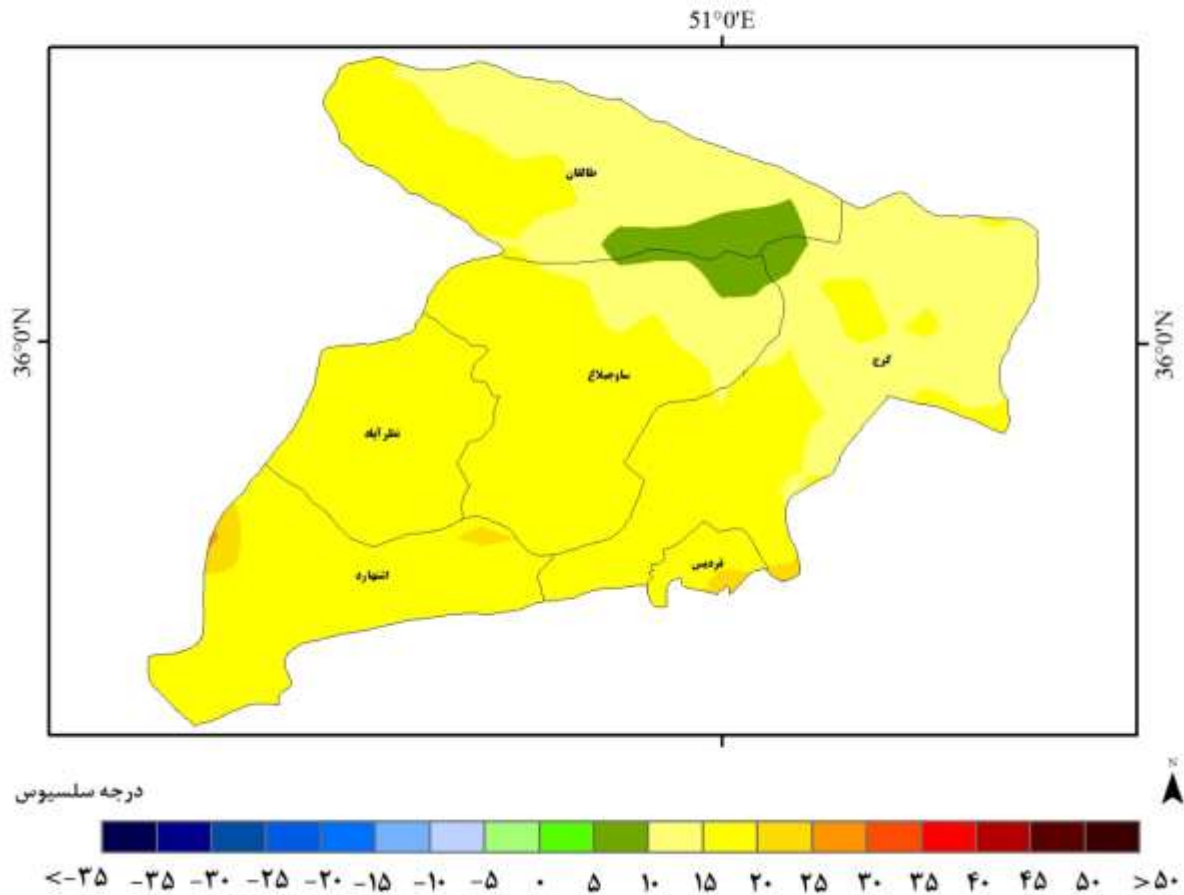 51°0'E
طالقان
36°0'N
36°0'N
کرج
ساوجبلاغ
نظرآباد
اشتهارد
فردیس
N
درجه سلسیوس
<-۳۵ -۳۵ -۳۰ -۲۵ -۲۰ -۱۵ -۱۰ -۵ ۰ ۵ ۱۰ ۱۵ ۲۰ ۲۵ ۳۰ ۳۵ ۴۰ ۴۵ ۵۰ >۵۰